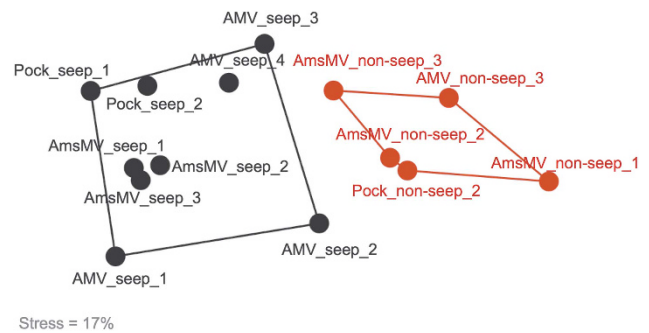 AMV_seep_3
AMV_seep_4
AmsMV_non-seep_3
Pock_seep_1
AMV_non-seep_3
Pock_seep_2
AmsMV_non-seep_2
AmsMV_seep_1
AmsMV_seep_2
AmsMV_non-seep_1
Pock_non-seep_2
AmsMV_seep_3
AMV_seep_2
AMV_seep_1
Stress = 17%